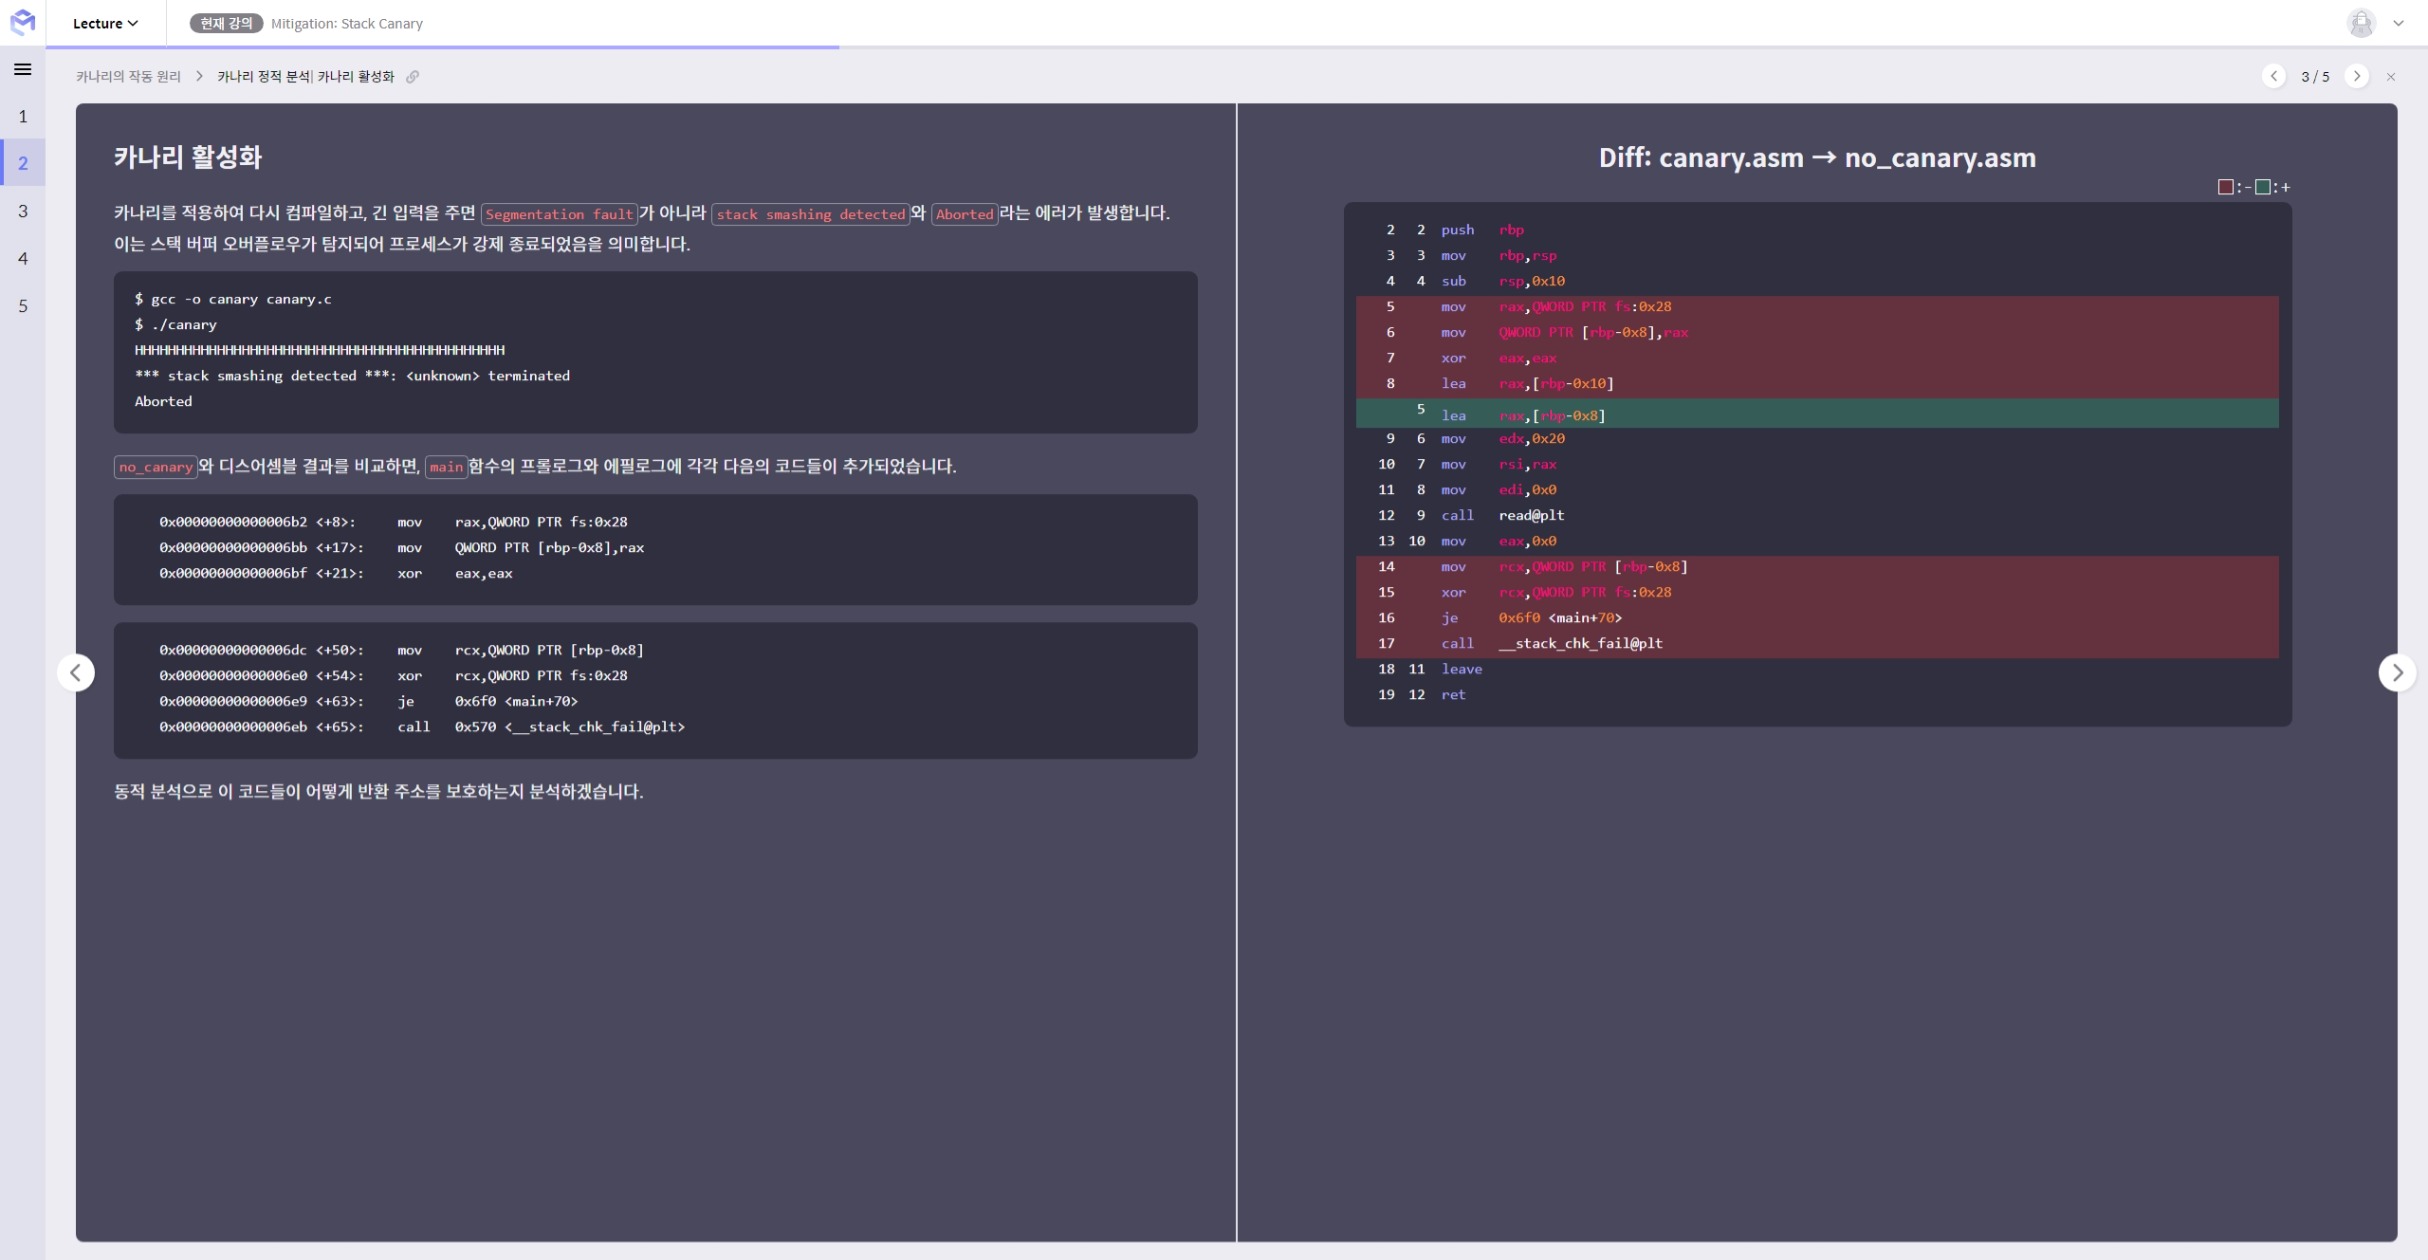 Lecture
현재 강의 Mitigation: Stack Canary
카나리의 작동 원리 > 카나리 정적 분석| 카나리 활성화
3 / 5
1
2
3
4
5
카나리 활성화
카나리를 적용하여 다시 컴파일하고, 긴 입력을 주면 Segmentation fault가 아니라 stack smashing detected와 Aborted라는 에러가 발생합니다.
이는 스택 버퍼 오버플로우가 탐지되어 프로세스가 강제 종료되었음을 의미합니다.
$ gcc -o canary canary.c
$ ./canary
HHHHHHHHHHHHHHHHHHHHHHHHHHHHHHHHHHHHHHHHHHHHH
*** stack smashing detected ***: <unknown> terminated
Aborted
no_canary와 디스어셈블 결과를 비교하면, main함수의 프롤로그와 에필로그에 각각 다음의 코드들이 추가되었습니다.
0x00000000000006b2 <+8>: mov rax,QWORD PTR fs:0x28
0x00000000000006bb <+17>: mov QWORD PTR [rbp-0x8],rax
0x00000000000006bf <+21>: xor eax,eax
0x00000000000006dc <+50>: mov rcx,QWORD PTR [rbp-0x8]
0x00000000000006e0 <+54>: xor rcx,QWORD PTR fs:0x28
0x00000000000006e9 <+63>: je 0x6f0 <main+70>
0x00000000000006eb <+65>: call 0x570 <__stack_chk_fail@plt>
동적 분석으로 이 코드들이 어떻게 반환 주소를 보호하는지 분석하겠습니다.
Diff: canary.asm → no_canary.asm
: - : +
2 2 push rbp
3 3 mov rbp,rsp
4 4 sub rsp,0x10
5 mov rax,QWORD PTR fs:0x28
6 mov QWORD PTR [rbp-0x8],rax
7 xor eax,eax
8 lea rax,[rbp-0x10]
5 lea rax,[rbp-0x8]
9 6 mov edx,0x20
10 7 mov rsi,rax
11 8 mov edi,0x0
12 9 call read@plt
13 10 mov eax,0x0
14 mov rcx,QWORD PTR [rbp-0x8]
15 xor rcx,QWORD PTR fs:0x28
16 je 0x6f0 <main+70>
17 call __stack_chk_fail@plt
18 11 leave
19 12 ret